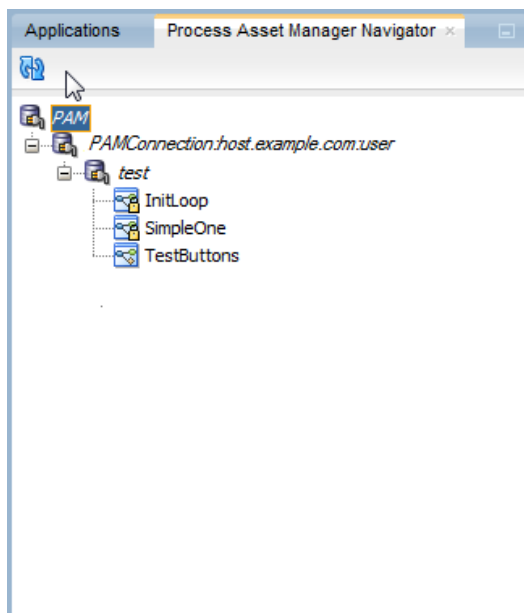 Applications Process Asset Manager Navigator
PAM
PAMConnection:host.example.com:user
test
InitLoop
SimpleOne
TestButtons